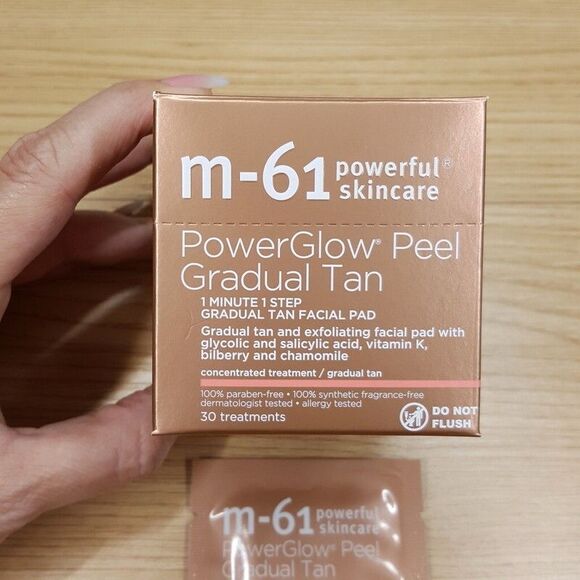 m-61 powerful®
skincare
PowerGlow® Peel
Gradual Tan
1 MINUTE 1 STEP
GRADUAL TAN FACIAL PAD
Gradual tan and exfoliating facial pad with
glycolic and salicylic acid, vitamin K,
bilberry and chamomile
concentrated treatment / gradual tan
100% paraben-free • 100% synthetic fragrance-free
dermatologist tested • allergy tested
30 treatments
DO NOT
FLUSH
m-61 powerful
skincare
PowerGlow® Peel
Gradual Tan